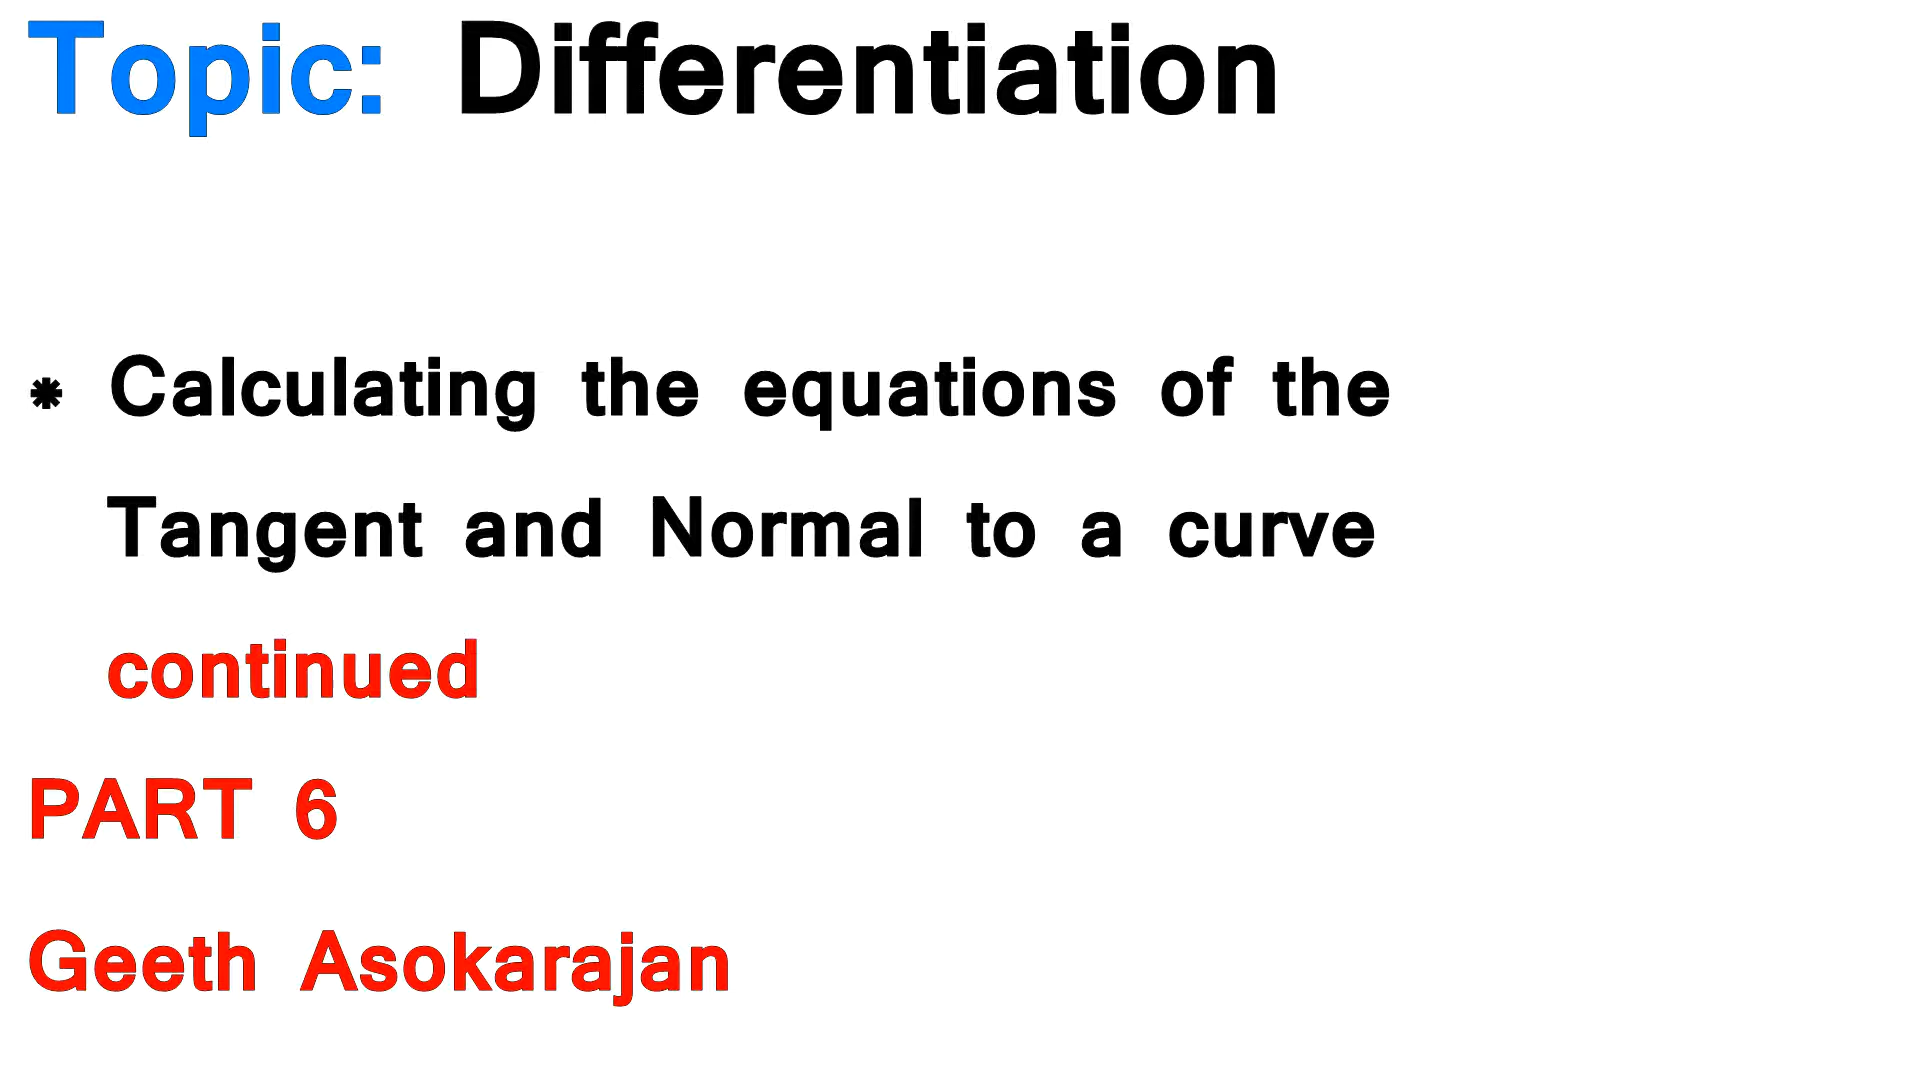 Topic: Differentiation
* Calculating the equations of the
Tangent and Normal to a curve
continued
PART 6
Geeth Asokarajan